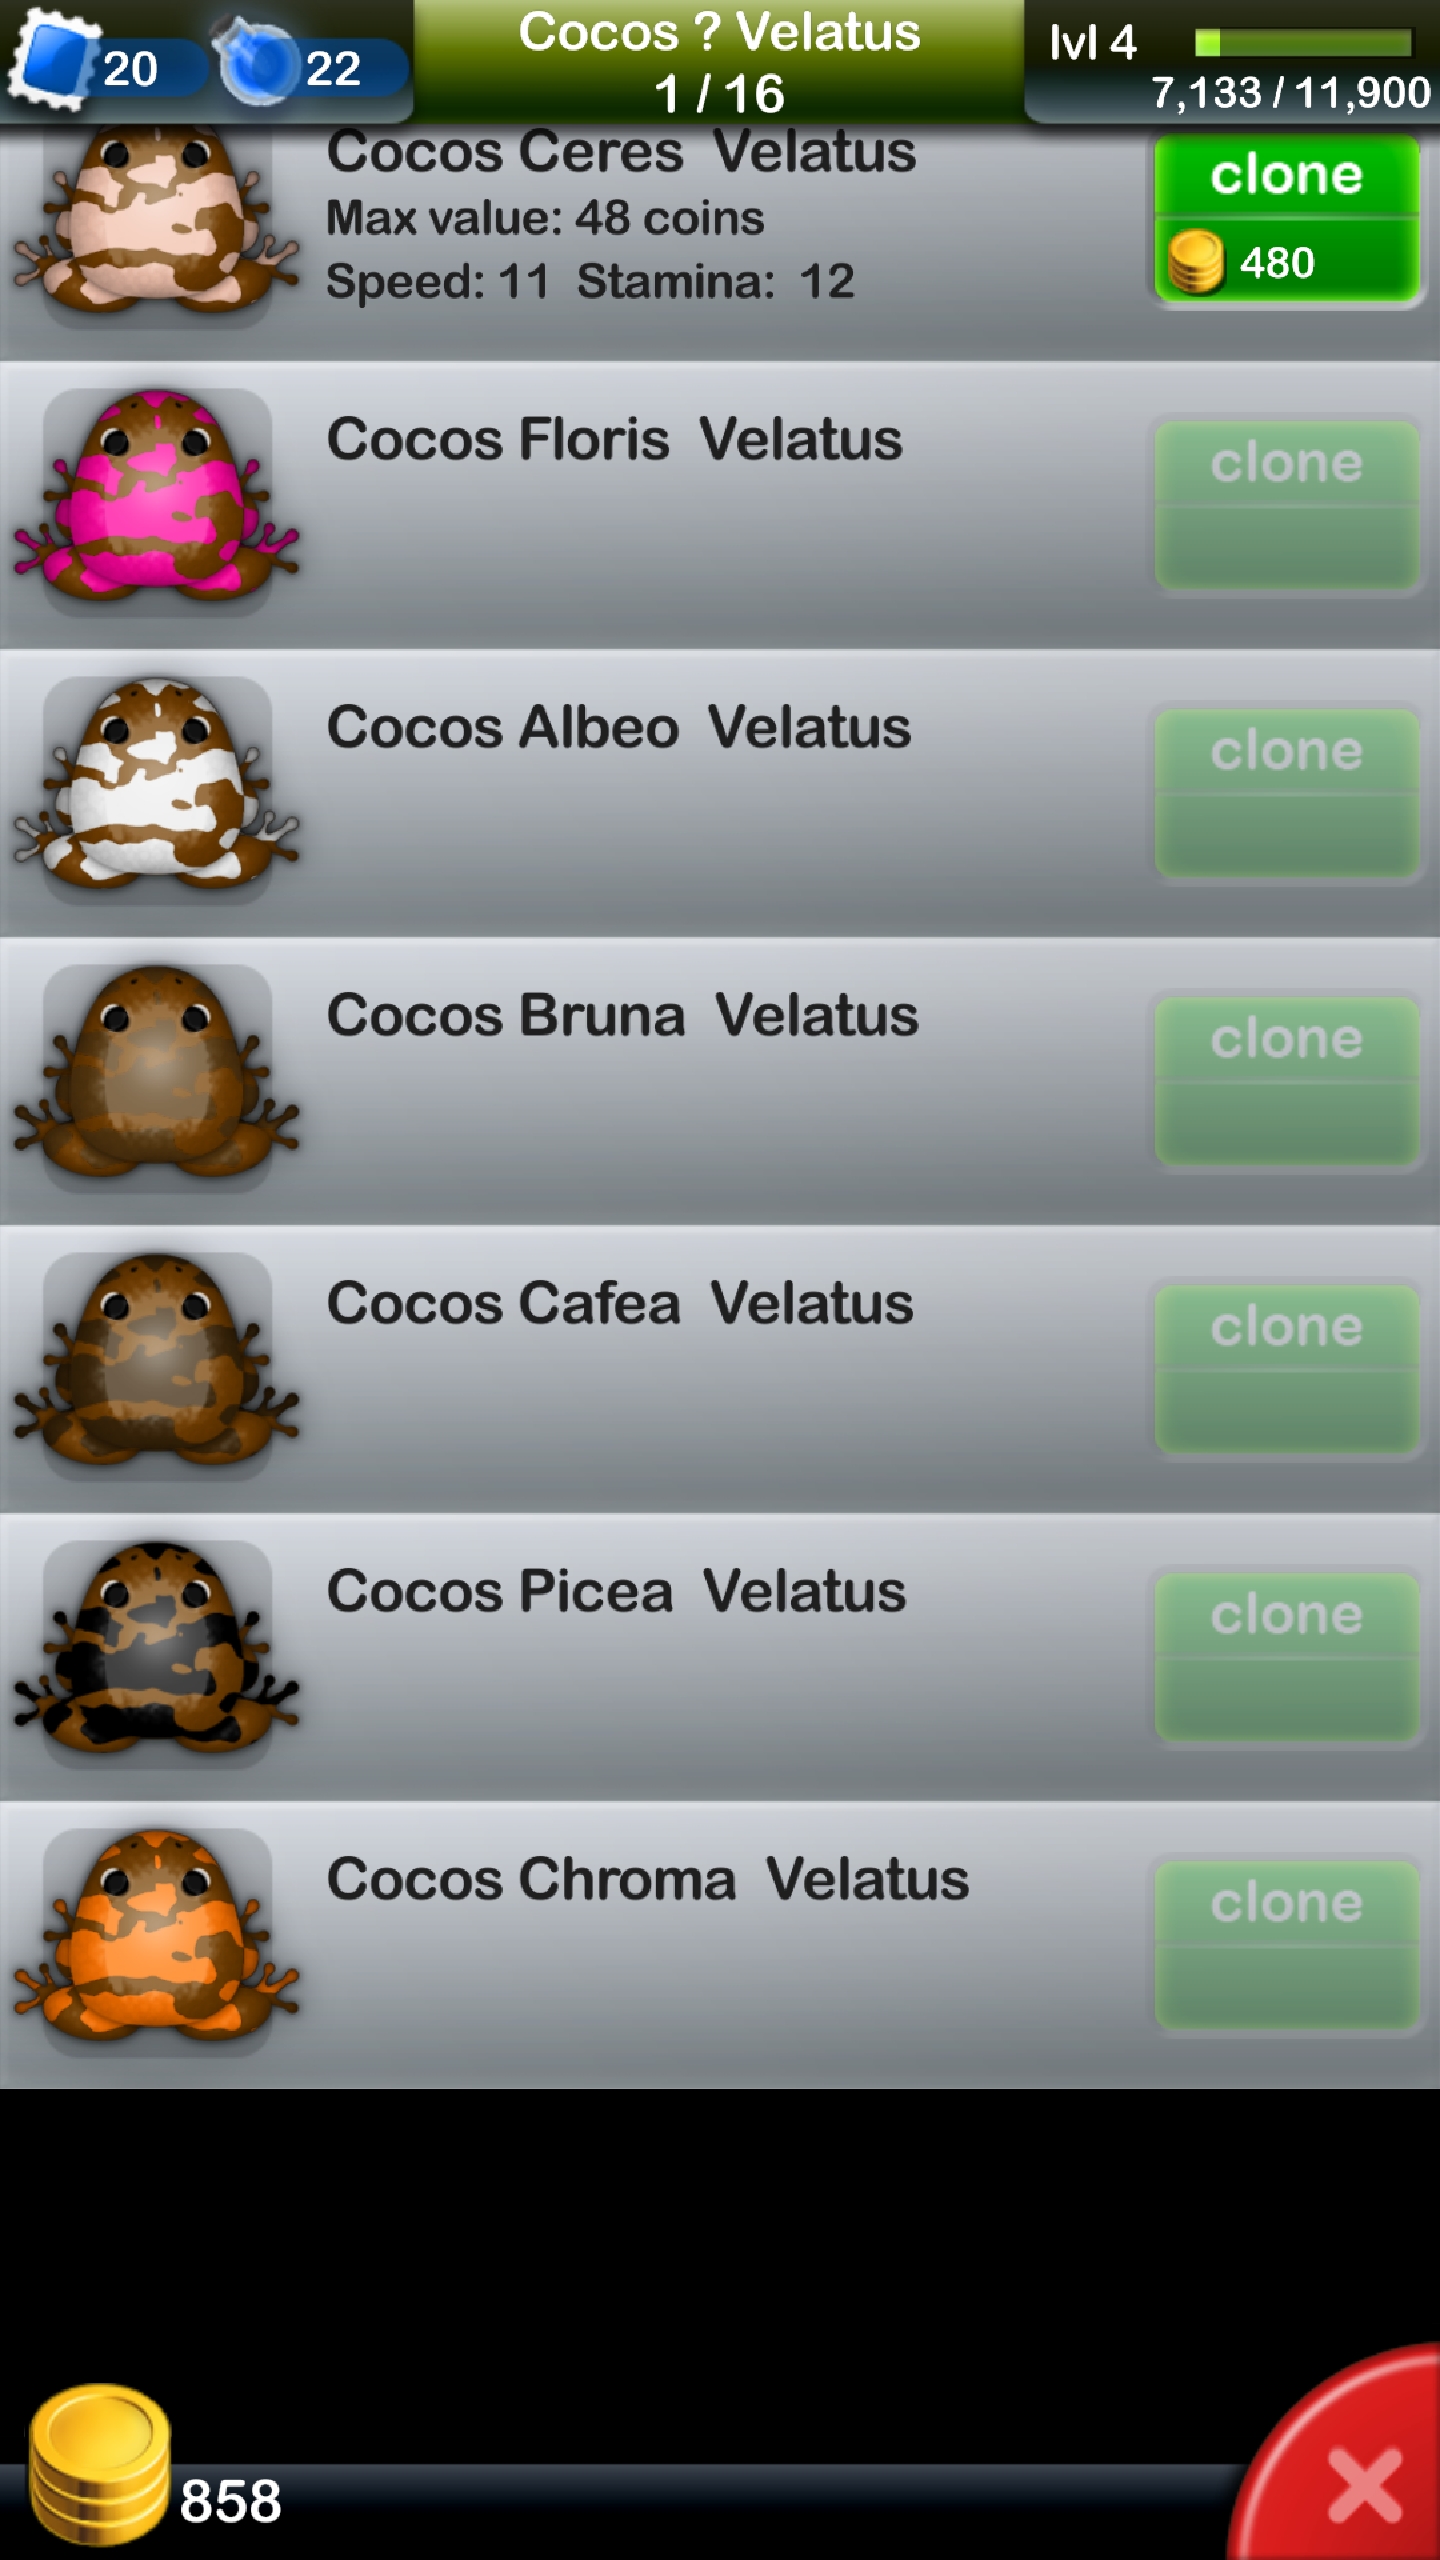 20
22
Cocos ? Velatus
1 / 16
lvl 4
7,133 / 11,900
Cocos Ceres Velatus
Max value: 48 coins
Speed: 11 Stamina: 12
clone
480
Cocos Floris Velatus
clone
Cocos Albeo Velatus
clone
Cocos Bruna Velatus
clone
Cocos Cafea Velatus
clone
Cocos Picea Velatus
clone
Cocos Chroma Velatus
clone
858